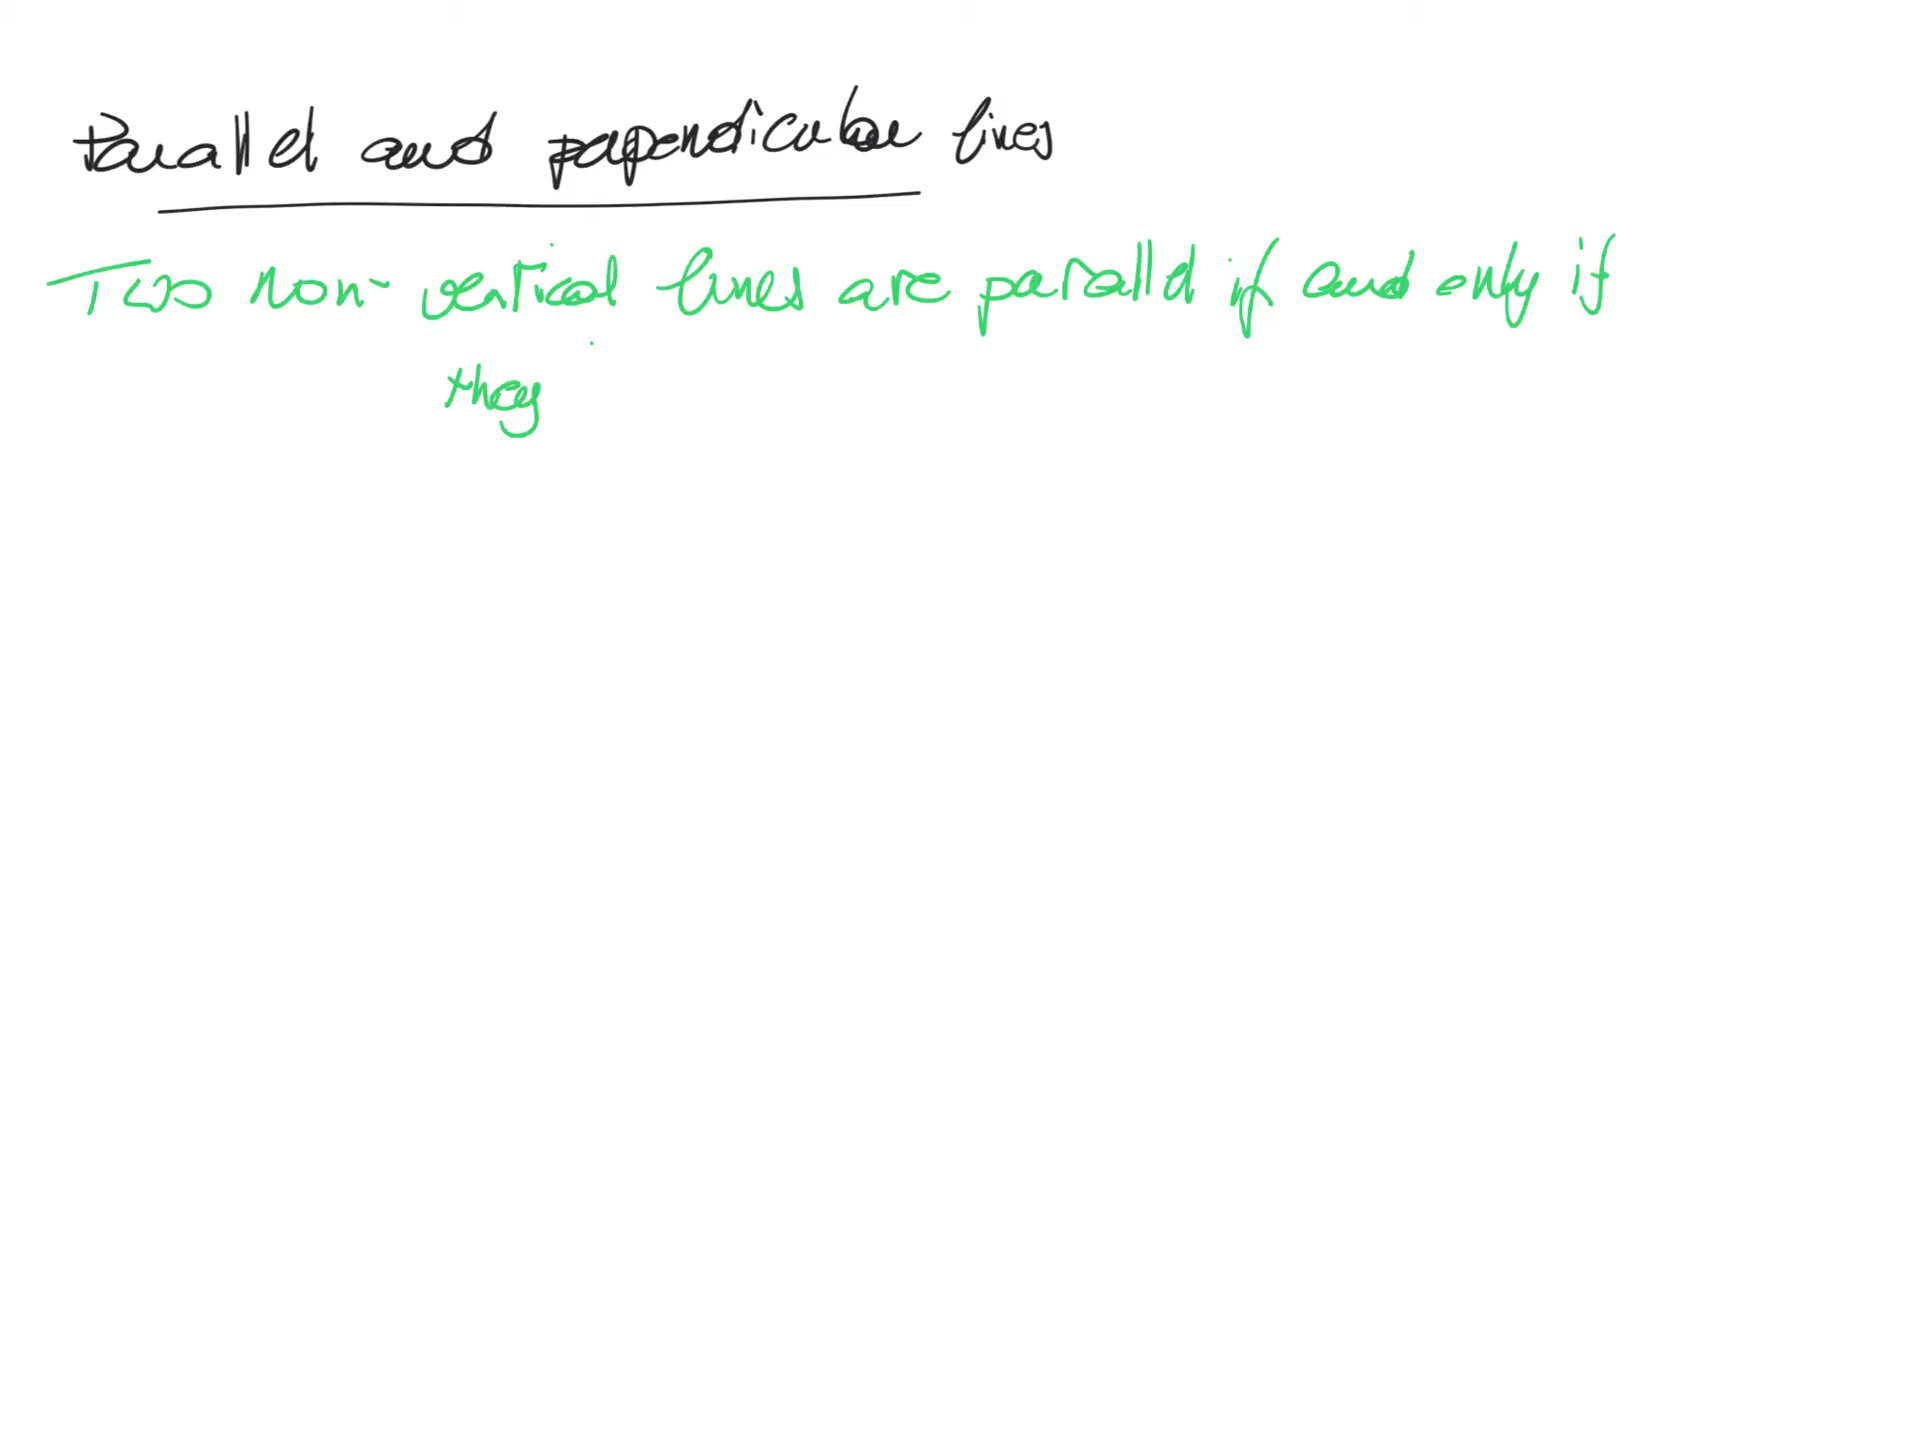 Parallel and perpendicular lines
Two non-vertical lines are parallel if and only if
they